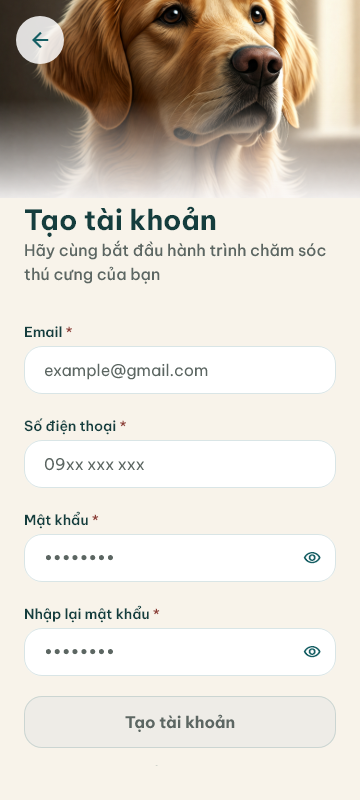 Tạo tài khoản
Hãy cùng bắt đầu hành trình chăm sóc
thú cưng của bạn
Email *
example@gmail.com
Số điện thoại *
09xx xxx xxx
Mật khẩu *
••••••••
Nhập lại mật khẩu *
••••••••
Tạo tài khoản